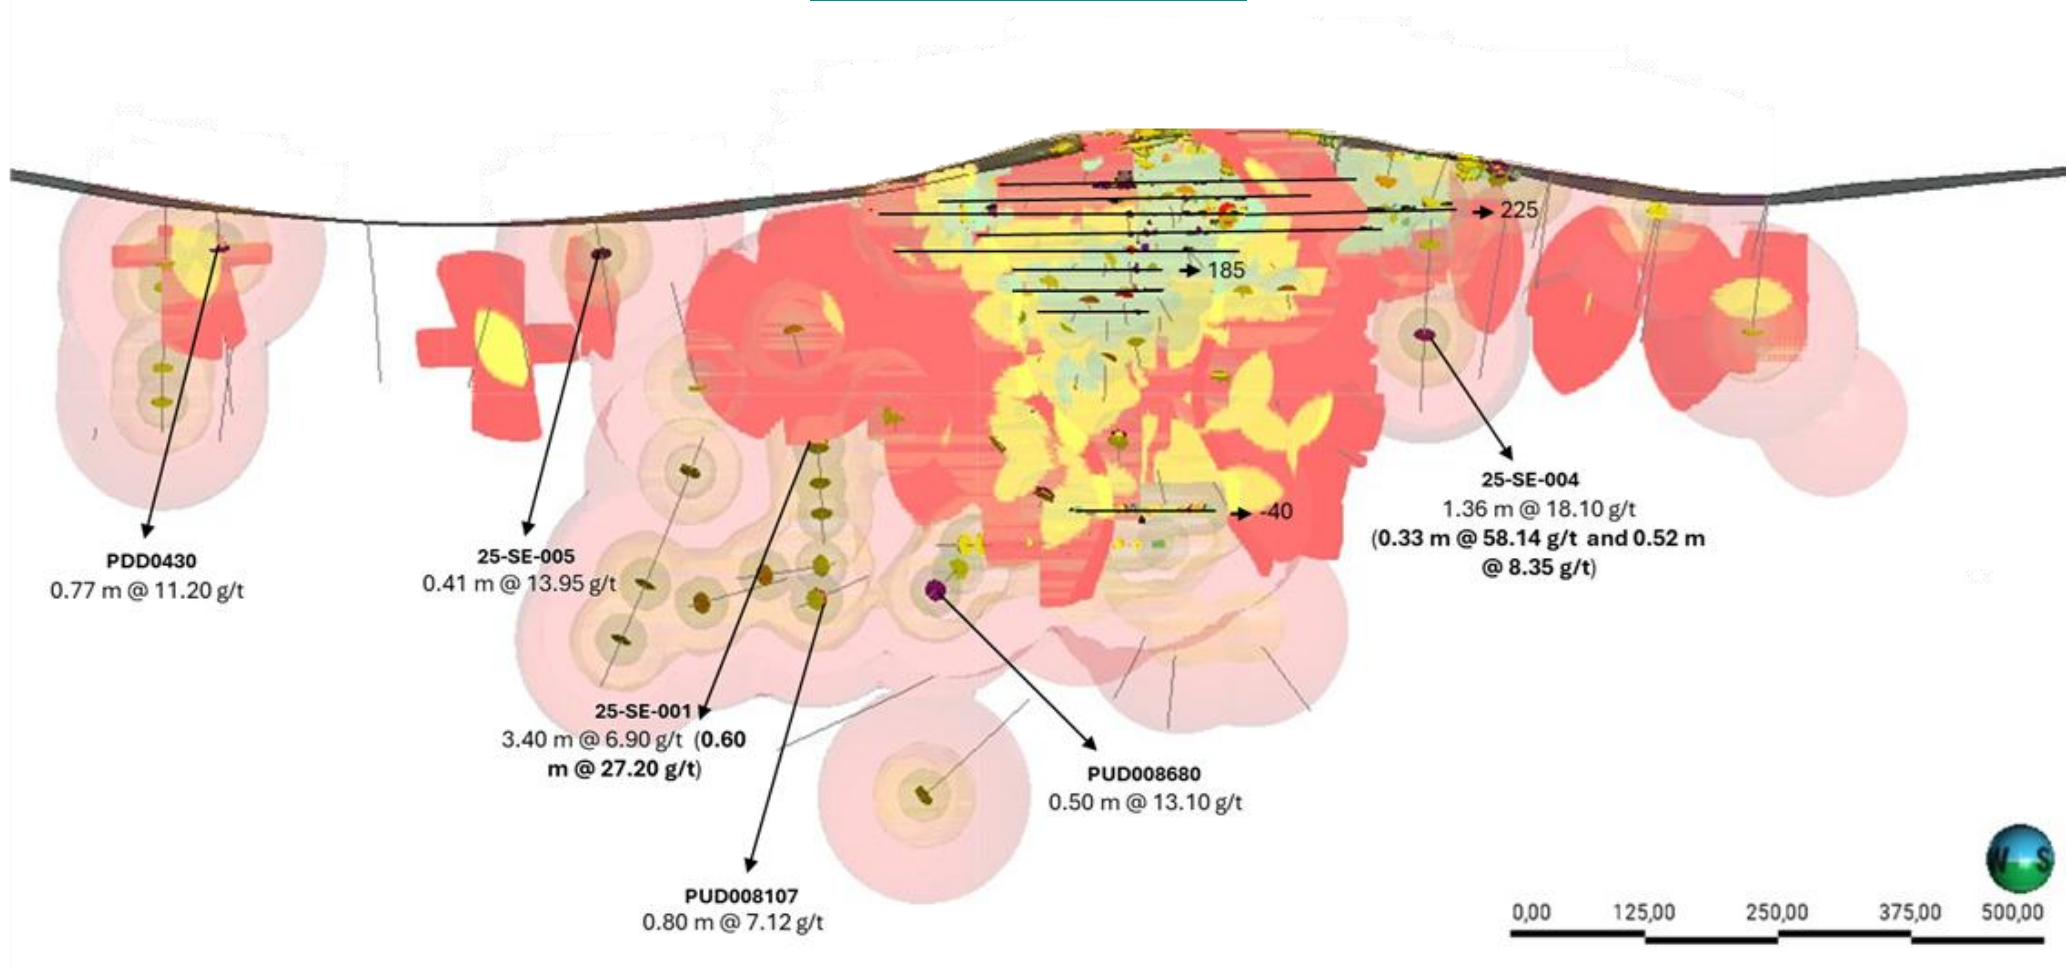 225
185
-40
25-SE-004
1.36 m @ 18.10 g/t
(0.33 m @ 58.14 g/t and 0.52 m
@ 8.35 g/t)
PDD0430
0.77 m @ 11.20 g/t
25-SE-005
0.41 m @ 13.95 g/t
25-SE-001
3.40 m @ 6.90 g/t (0.60
m @ 27.20 g/t)
PUD008680
0.50 m @ 13.10 g/t
PUD008107
0.80 m @ 7.12 g/t
S
0,00 125,00 250,00 375,00 500,00